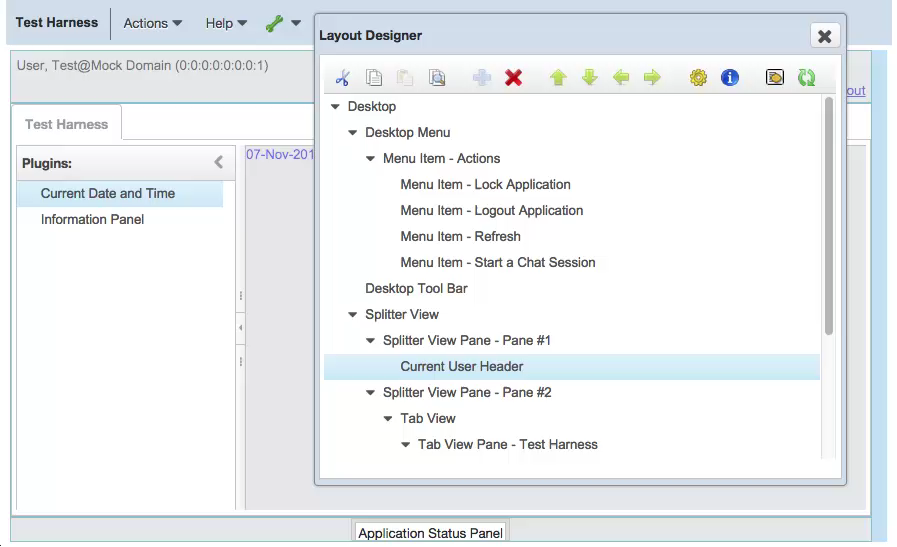 Test Harness Actions Help
User, Test@Mock Domain (0:0:0:0:0:0:0:1)
out
Test Harness
Plugins:
Current Date and Time
Information Panel
07-Nov-201
Layout Designer
Desktop
Desktop Menu
Menu Item - Actions
Menu Item - Lock Application
Menu Item - Logout Application
Menu Item - Refresh
Menu Item - Start a Chat Session
Desktop Tool Bar
Splitter View
Splitter View Pane - Pane #1
Current User Header
Splitter View Pane - Pane #2
Tab View
Tab View Pane - Test Harness
Application Status Panel